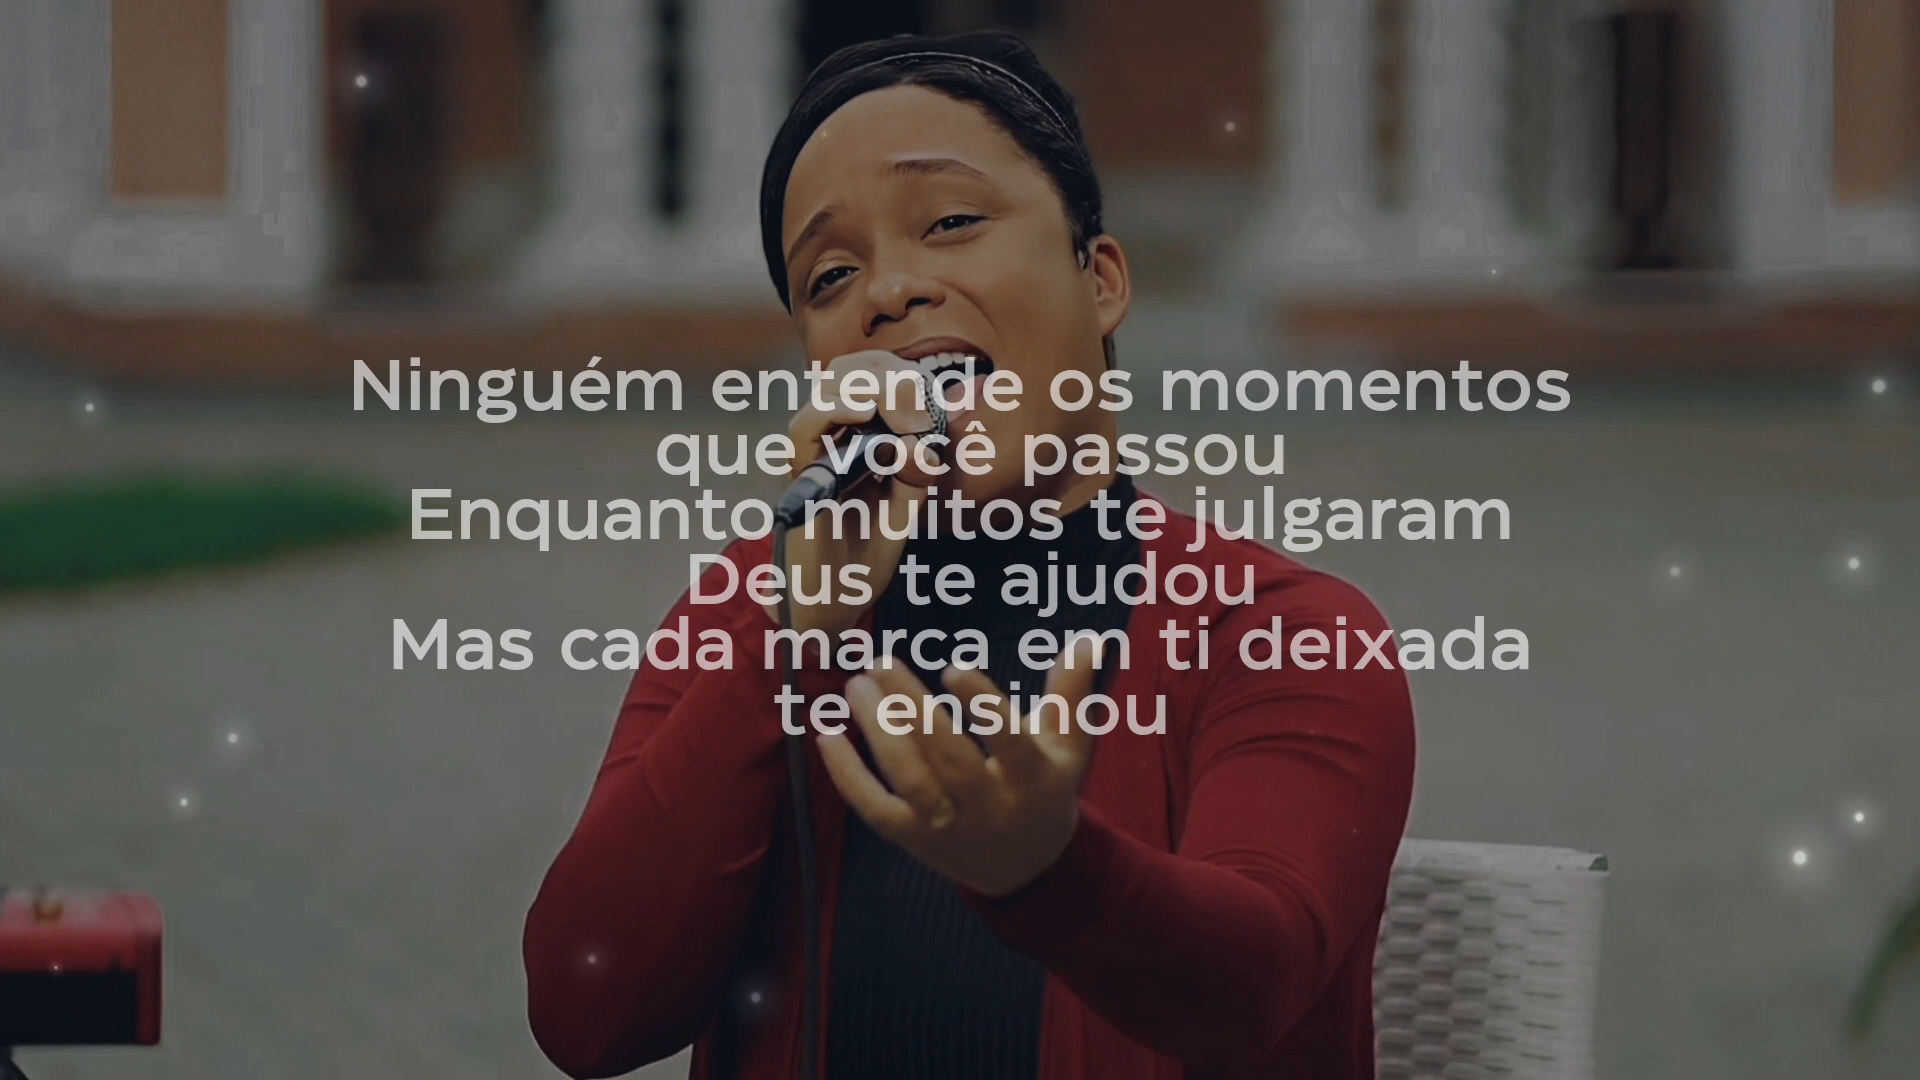 Ninguém entende os momentos
que você passou
Enquanto muitos te julgaram
Deus te ajudou
Mas cada marca em ti deixada
te ensinou